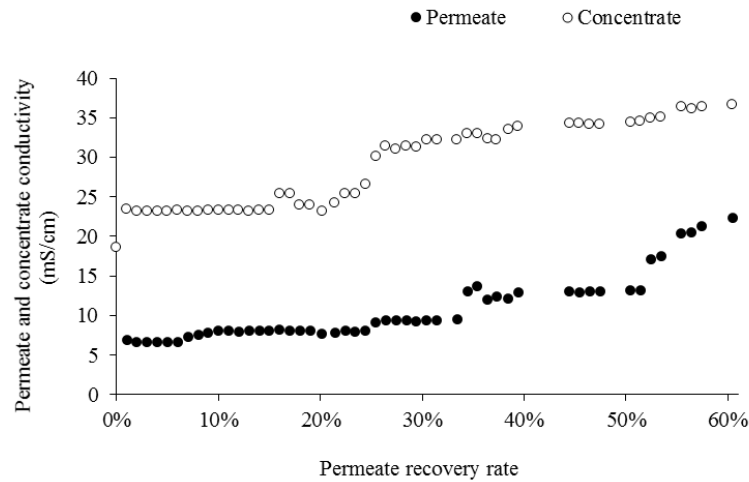 Permeate Concentrate
Permeate and concentrate conductivity
(mS/cm)
40
35
30
25
20
15
10
5
0
0% 10% 20% 30% 40% 50% 60%
Permeate recovery rate